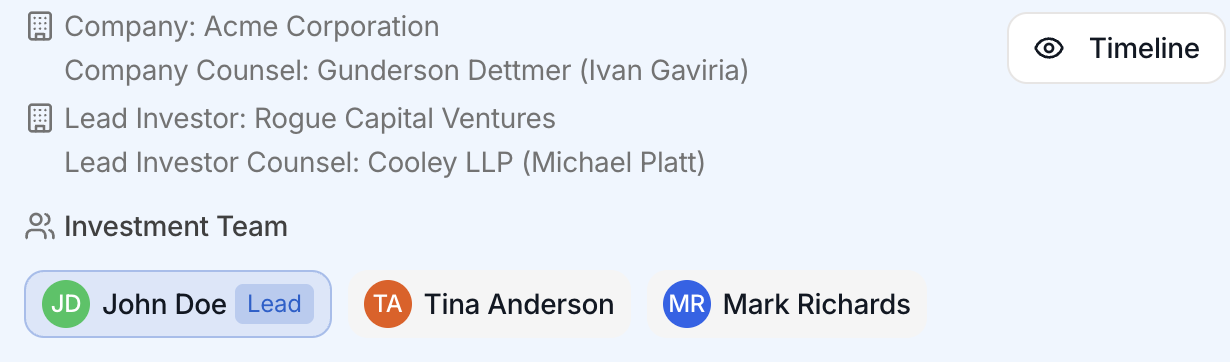 Company: Acme Corporation
Timeline
Company Counsel: Gunderson Dettmer (Ivan Gaviria)
Lead Investor: Rogue Capital Ventures
Lead Investor Counsel: Cooley LLP (Michael Platt)
Investment Team
JD John Doe Lead TA Tina Anderson MR Mark Richards